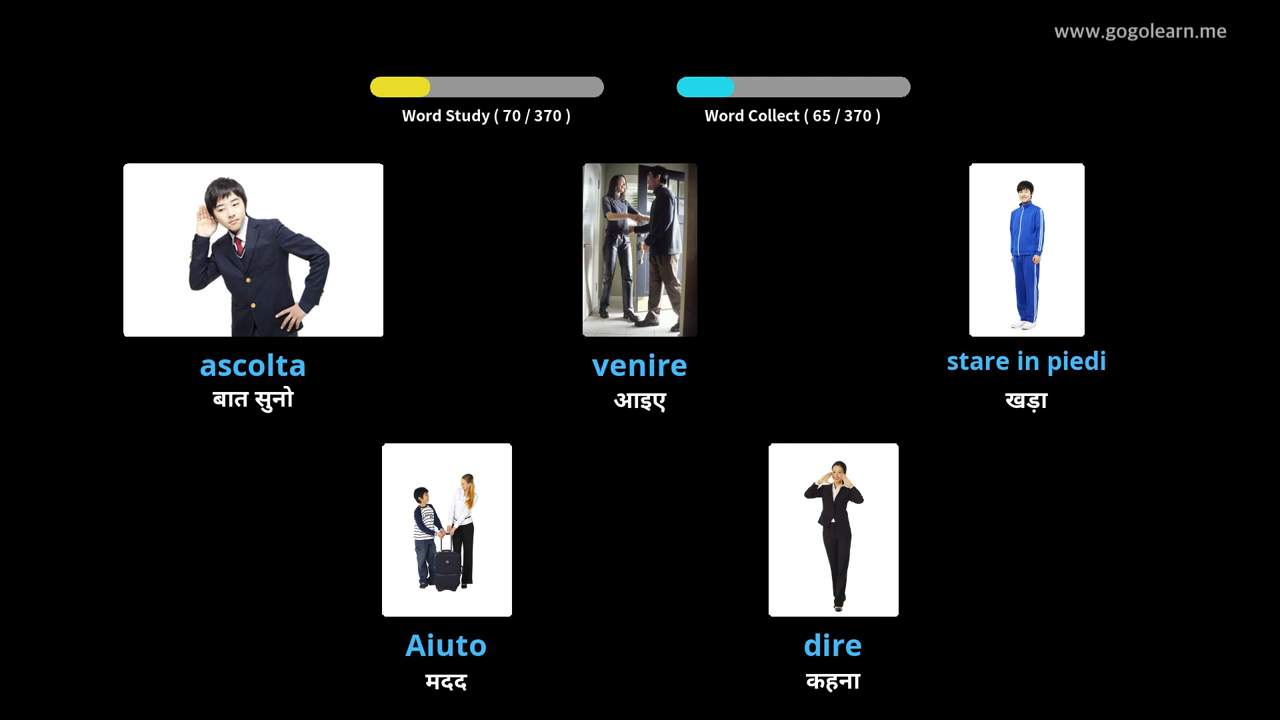 www.gogolearn.me
Word Study ( 70 / 370 )
Word Collect ( 65 / 370 )
ascolta
बात सुनो
venire
आइए
stare in piedi
खड़ा
Aiuto
मदद
dire
कहना